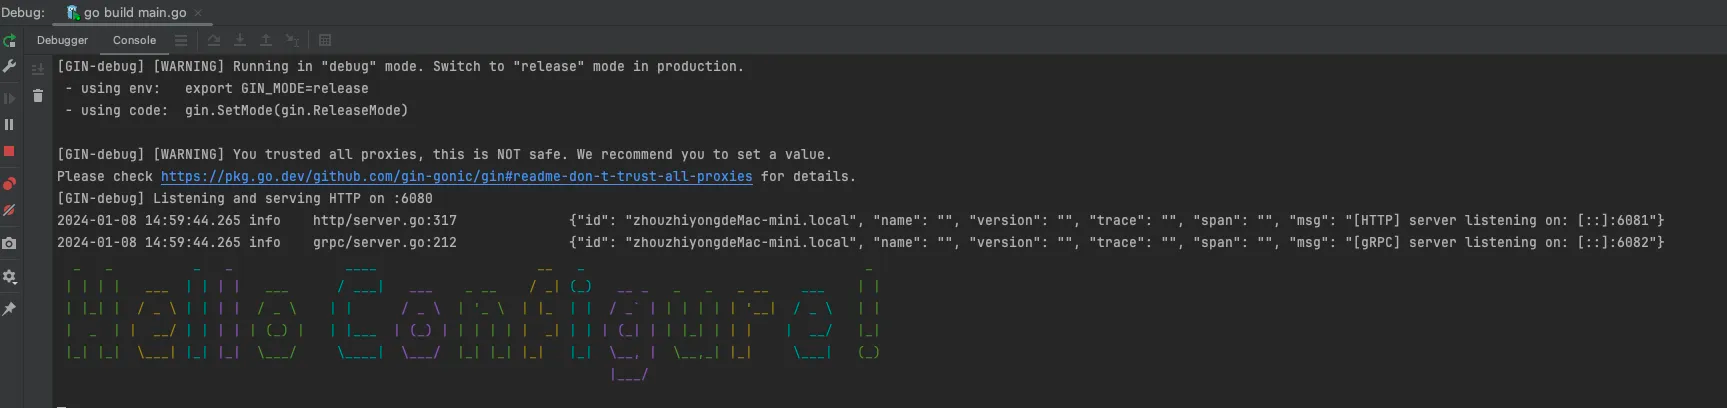 Debug: go build main.go
Debugger Console
[GIN-debug] [WARNING] Running in "debug" mode. Switch to "release" mode in production.
- using env: export GIN_MODE=release
- using code: gin.SetMode(gin.ReleaseMode)
[GIN-debug] [WARNING] You trusted all proxies, this is NOT safe. We recommend you to set a value.
Please check https://pkg.go.dev/github.com/gin-gonic/gin#readme-don-t-trust-all-proxies for details.
[GIN-debug] Listening and serving HTTP on :6080
2024-01-08 14:59:44.265 info http/server.go:317 {"id": "zhouzhiyongdeMac-mini.local", "name": "", "version": "", "trace": "", "span": "", "msg": "[HTTP] server listening on: [::]:6081"}
2024-01-08 14:59:44.265 info grpc/server.go:212 {"id": "zhouzhiyongdeMac-mini.local", "name": "", "version": "", "trace": "", "span": "", "msg": "[gRPC] server listening on: [::]:6082"}
Hello Configure!